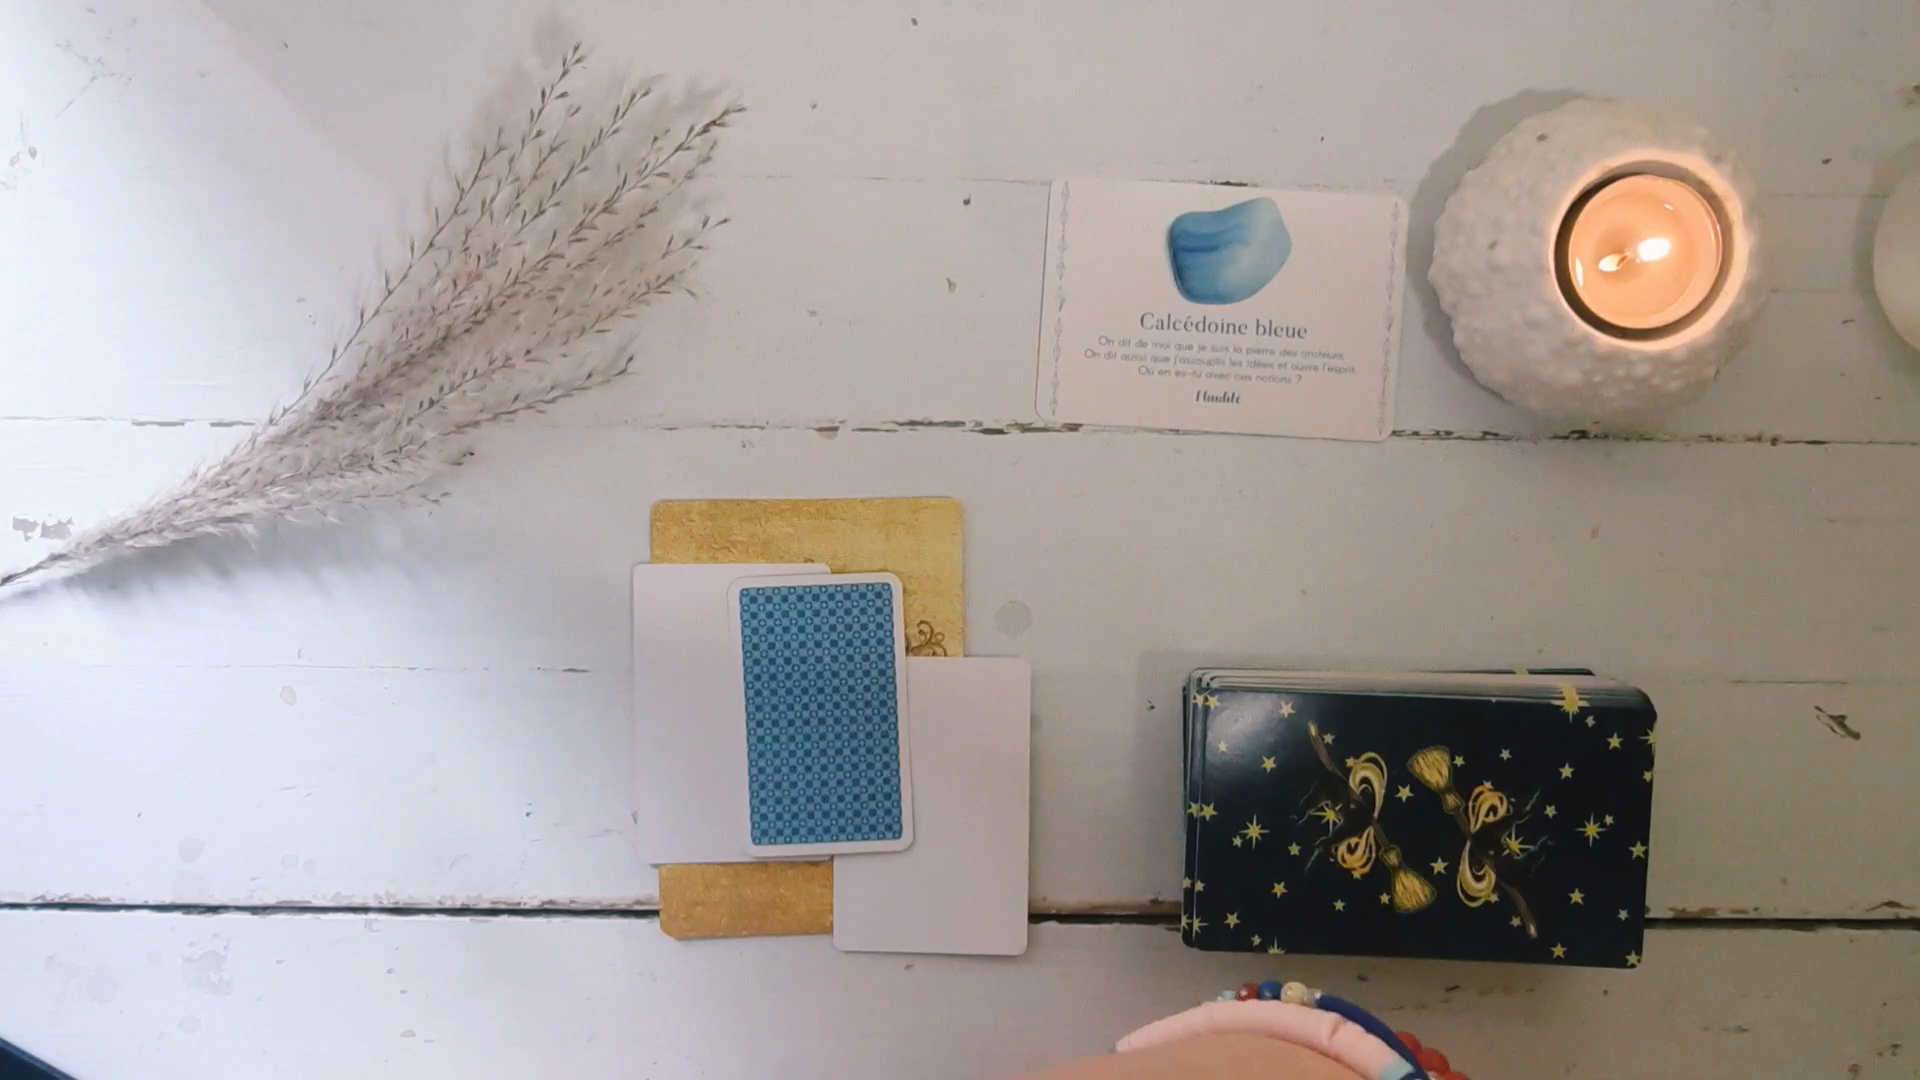 Calcédoine bleue
On dit de moi que je suis la pierre des orateurs.
On dit aussi que j'assouplis les idées et ouvre l'esprit.
Où en es-tu avec ces notions ?
Fluidité